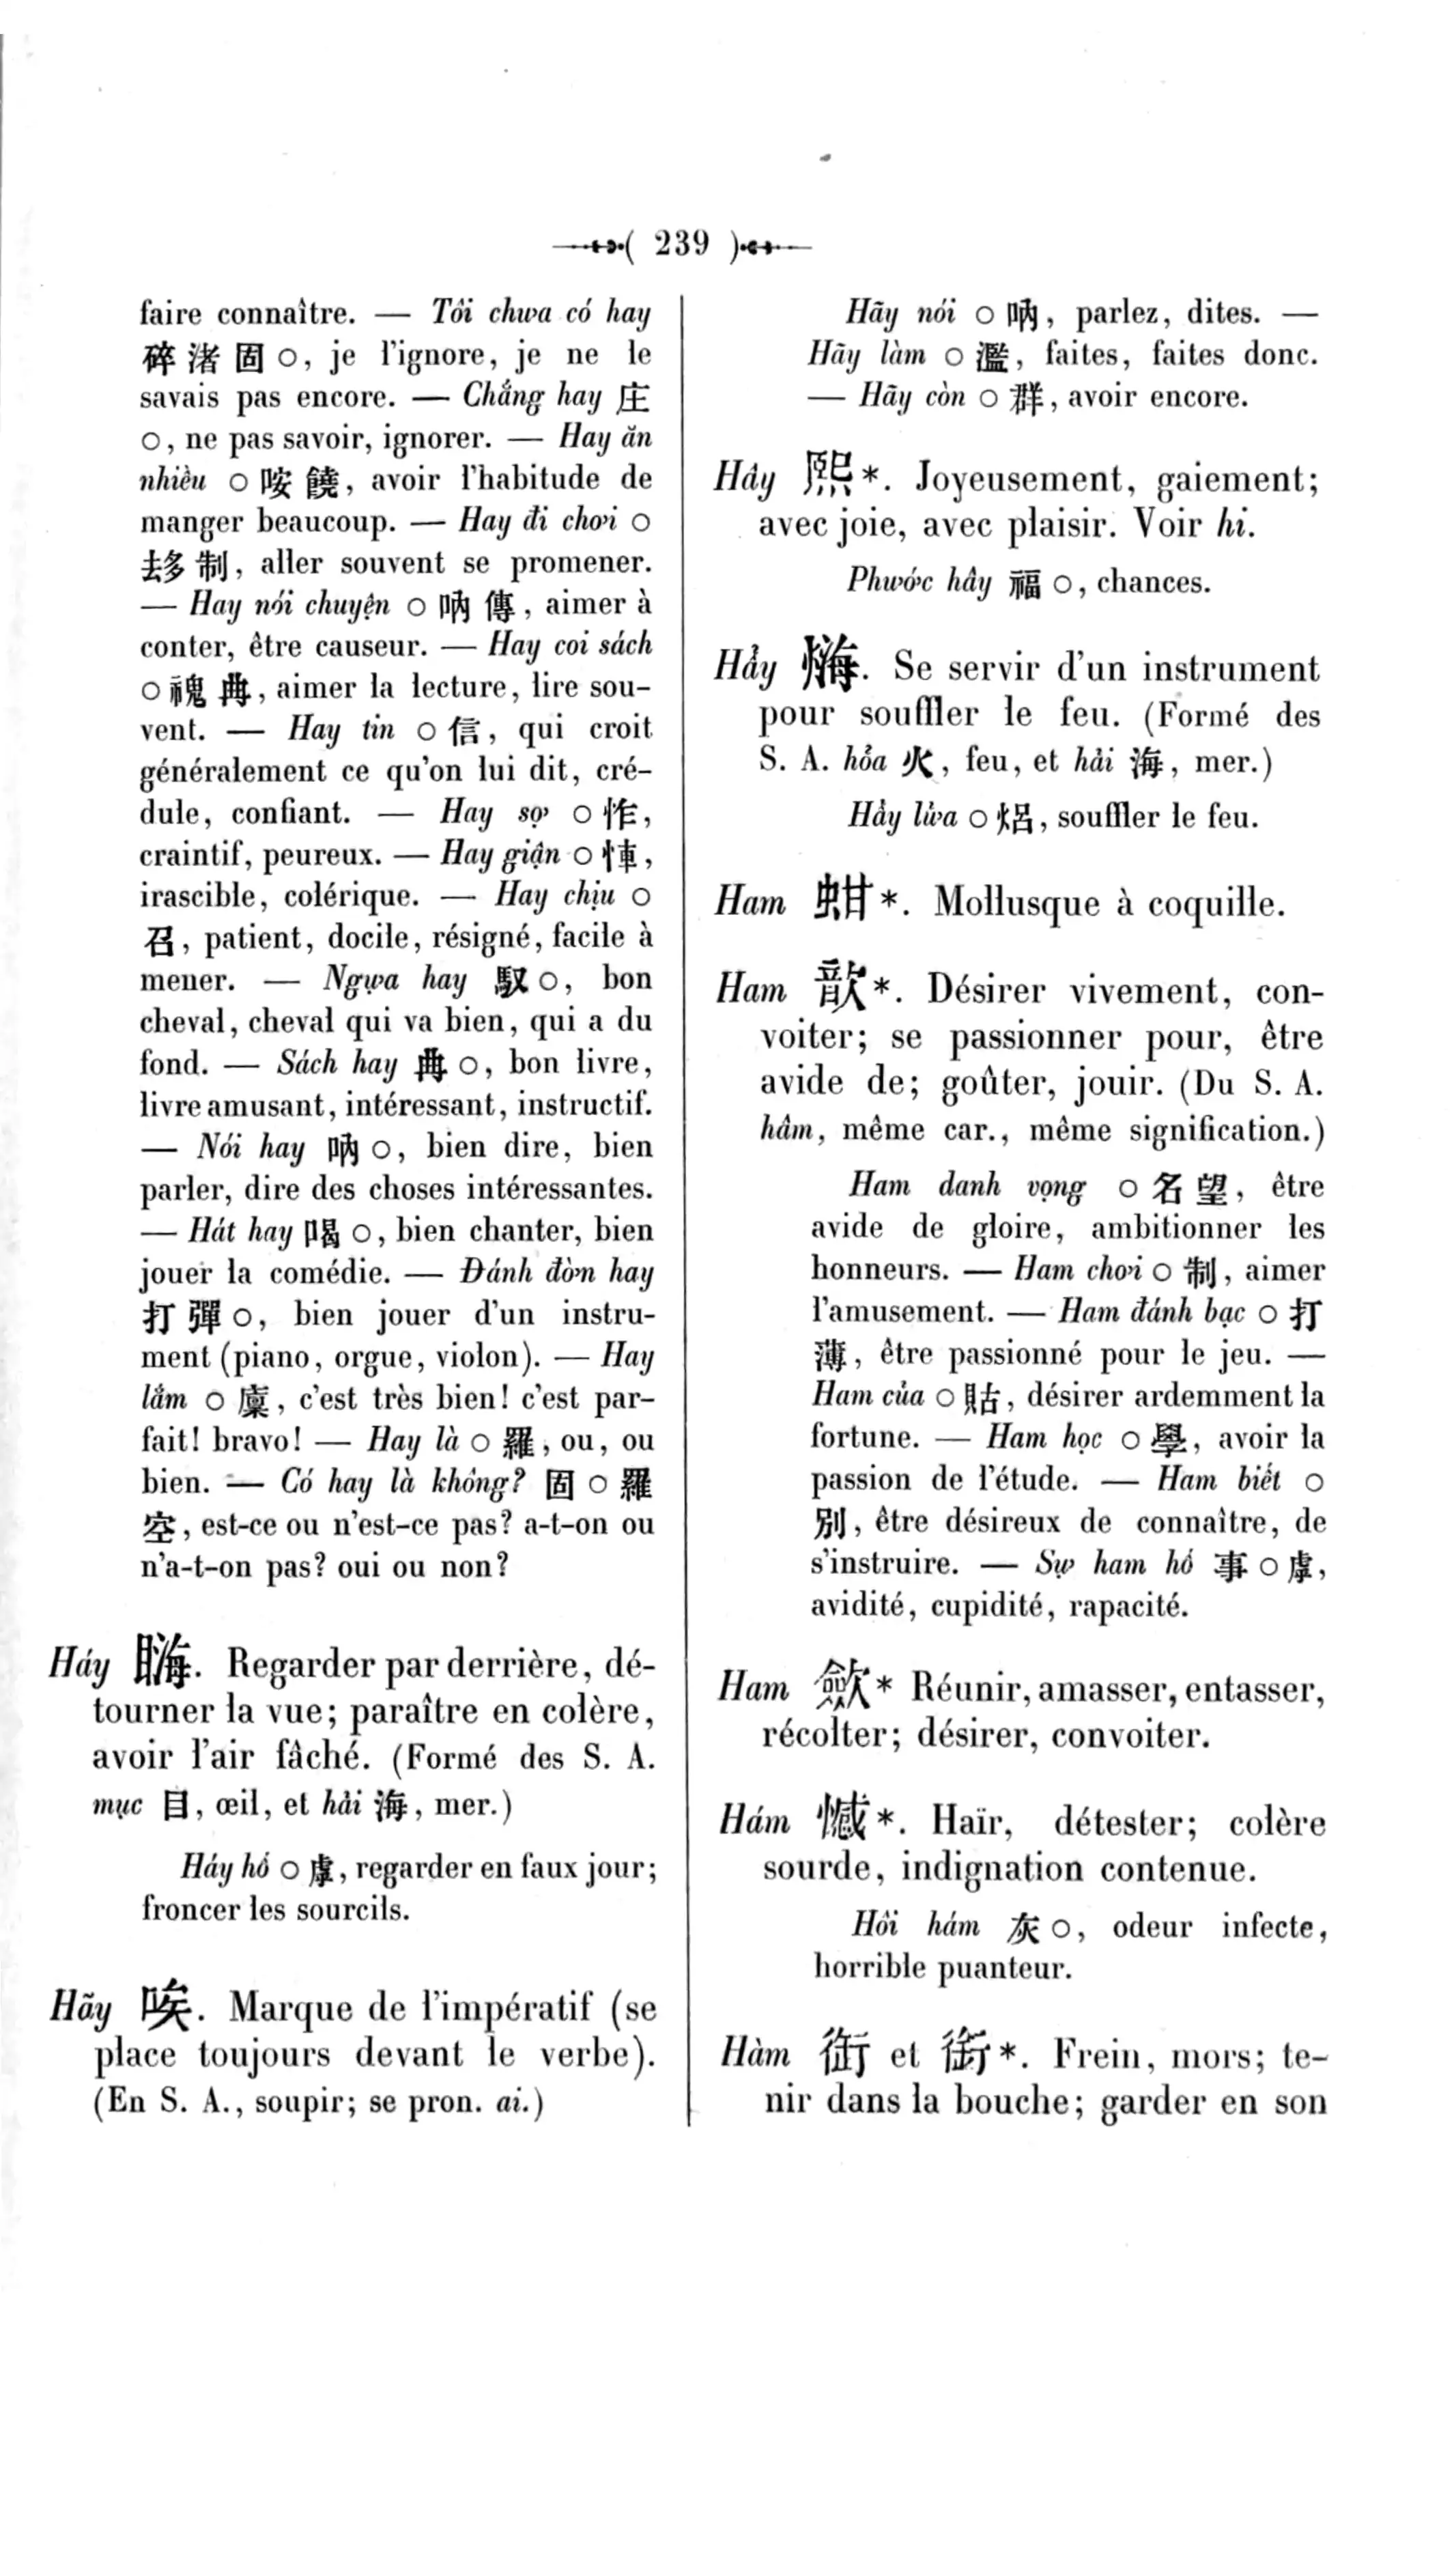 ( 239 )
faire connaître. — Tôi chưa có hay
碎 渚 固 ○, je l'ignore, je ne le
savais pas encore. — Chẳng hay 庄
○, ne pas savoir, ignorer. — Hay ăn
nhiều ○ 咹 饒, avoir l'habitude de
manger beaucoup. — Hay đi chơi ○
𠫾 制, aller souvent se promener.
— Hay nói chuyện ○ 吶 傳, aimer à
conter, être causeur. — Hay coi sách
○ 䙿 冊, aimer la lecture, lire sou-
vent. — Hay tin ○ 信, qui croit
généralement ce qu'on lui dit, cré-
dule, confiant. — Hay sợ ○ 怍,
craintif, peureux. — Hay giận ○ 𢚸,
irascible, colérique. — Hay chịu ○
召, patient, docile, résigné, facile à
mener. — Ngựa hay 馭 ○, bon
cheval, cheval qui va bien, qui a du
fond. — Sách hay 冊 ○, bon livre,
livre amusant, intéressant, instructif.
— Nói hay 吶 ○, bien dire, bien
parler, dire des choses intéressantes.
— Hát hay 喝 ○, bien chanter, bien
jouer la comédie. — Đánh đờn hay
打 彈 ○, bien jouer d'un instru-
ment (piano, orgue, violon). — Hay
lắm ○ 廩, c'est très bien! c'est par-
fait! bravo! — Hay là ○ 羅, ou, ou
bien. — Có hay là không? 固 ○ 羅
空, est-ce ou n'est-ce pas? a-t-on ou
n'a-t-on pas? oui ou non?
Háy. Regarder par derrière, dé-
tourner la vue; paraître en colère,
avoir l'air fâché. (Formé des S. A.
mục 目, œil, et hải 海, mer.)
Háy hố ○ 虖, regarder en faux jour;
froncer les sourcils.
Hãy 唉. Marque de l'impératif (se
place toujours devant le verbe).
(En S. A., soupir; se pron. ai.)
Hãy nói ○ 吶, parlez, dites. —
Hãy làm ○ 濫, faites, faites donc.
— Hãy còn ○ 群, avoir encore.
Hây 熙 *. Joyeusement, gaiement;
avec joie, avec plaisir. Voir hi.
Phước hây 福 ○, chances.
Hẩy. Se servir d'un instrument
pour souffler le feu. (Formé des
S. A. hỏa 火, feu, et hải 海, mer.)
Hẩy lửa ○ 焒, souffler le feu.
Ham 蚶 *. Mollusque à coquille.
Ham 歆 *. Désirer vivement, con-
voiter; se passionner pour, être
avide de; goûter, jouir. (Du S. A.
hâm, même car., même signification.)
Ham danh vọng ○ 名 望, être
avide de gloire, ambitionner les
honneurs. — Ham chơi ○ 制, aimer
l'amusement. — Ham đánh bạc ○ 打
薄, être passionné pour le jeu. —
Ham của ○ 貼, désirer ardemment la
fortune. — Ham học ○ 學, avoir la
passion de l'étude. — Ham biết ○
別, être désireux de connaître, de
s'instruire. — Sự ham hố 事 ○ 虖,
avidité, cupidité, rapacité.
Ham 歛 * Réunir, amasser, entasser,
récolter; désirer, convoiter.
Hám 憾 *. Haïr, détester; colère
sourde, indignation contenue.
Hôi hám 灰 ○, odeur infecte,
horrible puanteur.
Hàm 銜 et 衘 *. Frein, mors; te-
nir dans la bouche; garder en son